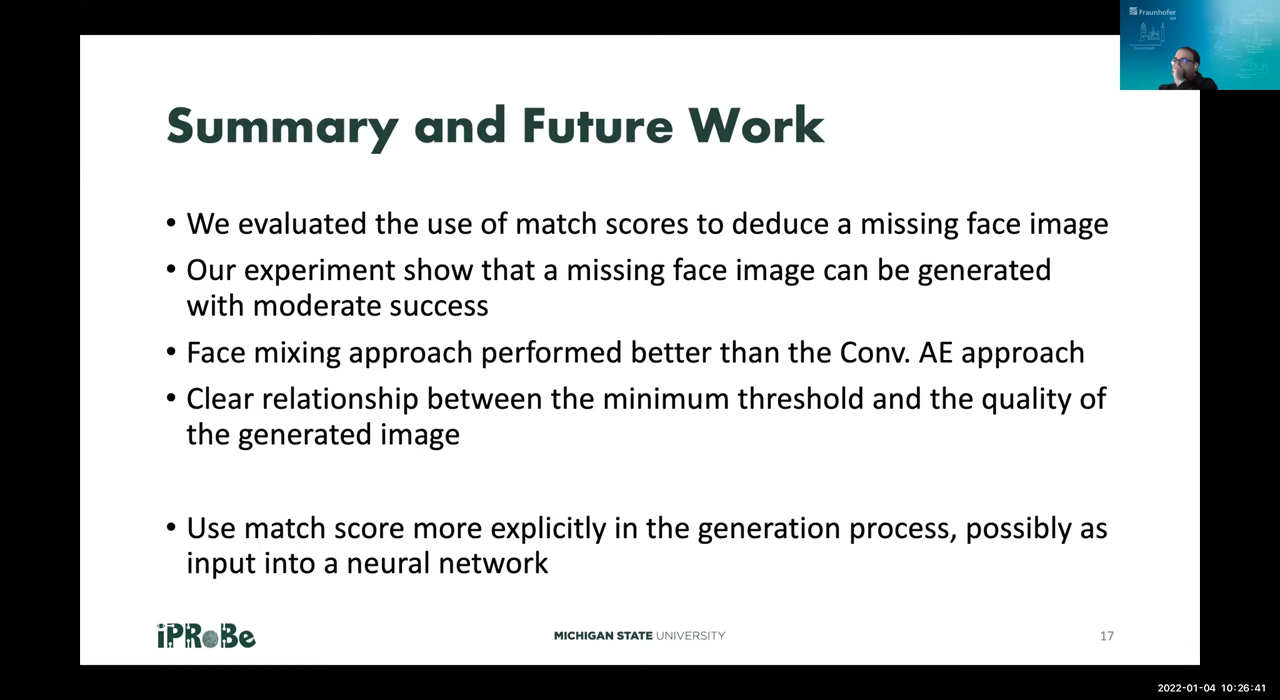 Fraunhofer
Summary and Future Work
• We evaluated the use of match scores to deduce a missing face image
• Our experiment show that a missing face image can be generated
with moderate success
• Face mixing approach performed better than the Conv. AE approach
• Clear relationship between the minimum threshold and the quality of
the generated image
• Use match score more explicitly in the generation process, possibly as
input into a neural network
iPRoBe
MICHIGAN STATE UNIVERSITY
17
2022-01-04 10:26:41